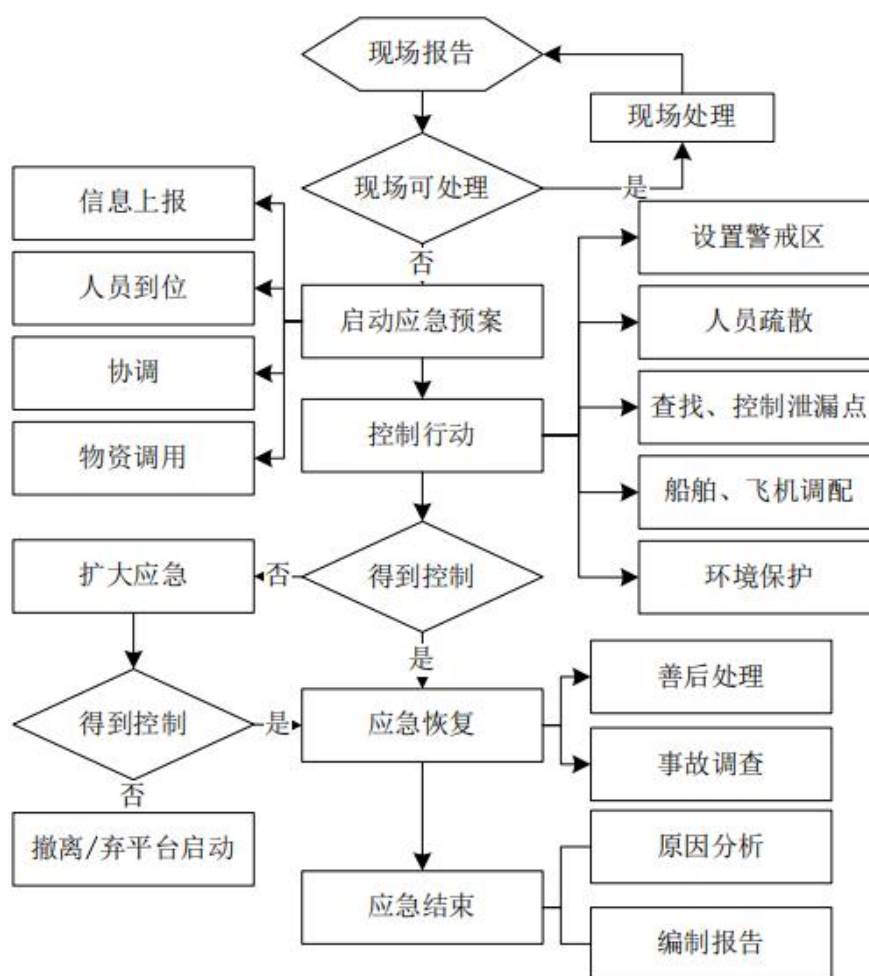 现场报告
现场处理
现场可处理
是
信息上报
设置警戒区
否
人员到位
启动应急预案
人员疏散
协调
查找、控制泄漏点
控制行动
物资调用
船舶、飞机调配
扩大应急
否
得到控制
环境保护
是
善后处理
得到控制
是
应急恢复
事故调查
否
撤离/弃平台启动
原因分析
应急结束
编制报告